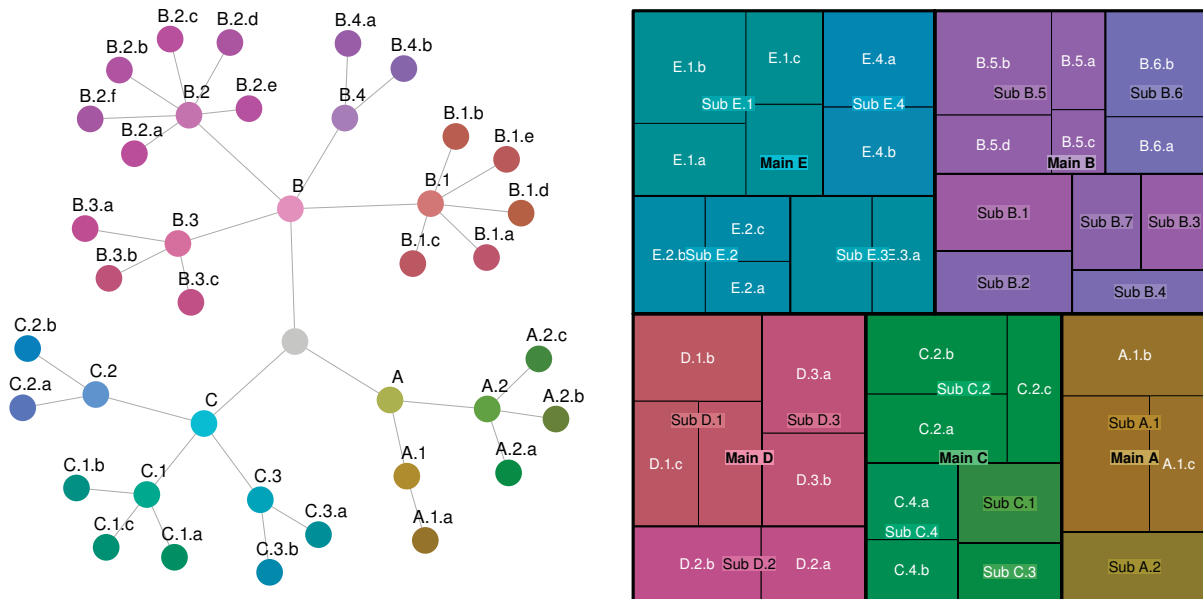 B.2.c
B.2.d
B.2.b
B.2.f
B.2
B.2.e
B.2.a
B.4.a
B.4.b
B.4
B.1.b
B.1.e
B.1.d
B.1
B.1.a
B.1.c
B
B.3.a
B.3
B.3.b
B.3.c
C.2.b
C.2
C.2.a
C
C.1.b
C.1
C.1.c
C.1.a
C.3
C.3.a
C.3.b
A
A.2.c
A.2
A.2.b
A.2.a
A.1
A.1.a
E.1.b
E.1.c
Sub E.1
E.1.a
Main E
E.4.a
Sub E.4
E.4.b
E.2.b
Sub E.2
E.2.c
E.2.a
Sub E.3
E.3.a
B.5.b
B.5.a
Sub B.5
B.5.d
B.5.c
Main B
B.6.b
Sub B.6
B.6.a
Sub B.1
Sub B.7
Sub B.3
Sub B.2
Sub B.4
D.1.b
Sub D.1
D.1.c
Main D
D.3.a
Sub D.3
D.3.b
D.2.b
Sub D.2
D.2.a
C.2.b
Sub C.2
C.2.c
C.2.a
Main C
C.4.a
Sub C.4
C.4.b
Sub C.1
Sub C.3
A.1.b
Sub A.1
Main A
A.1.c
Sub A.2